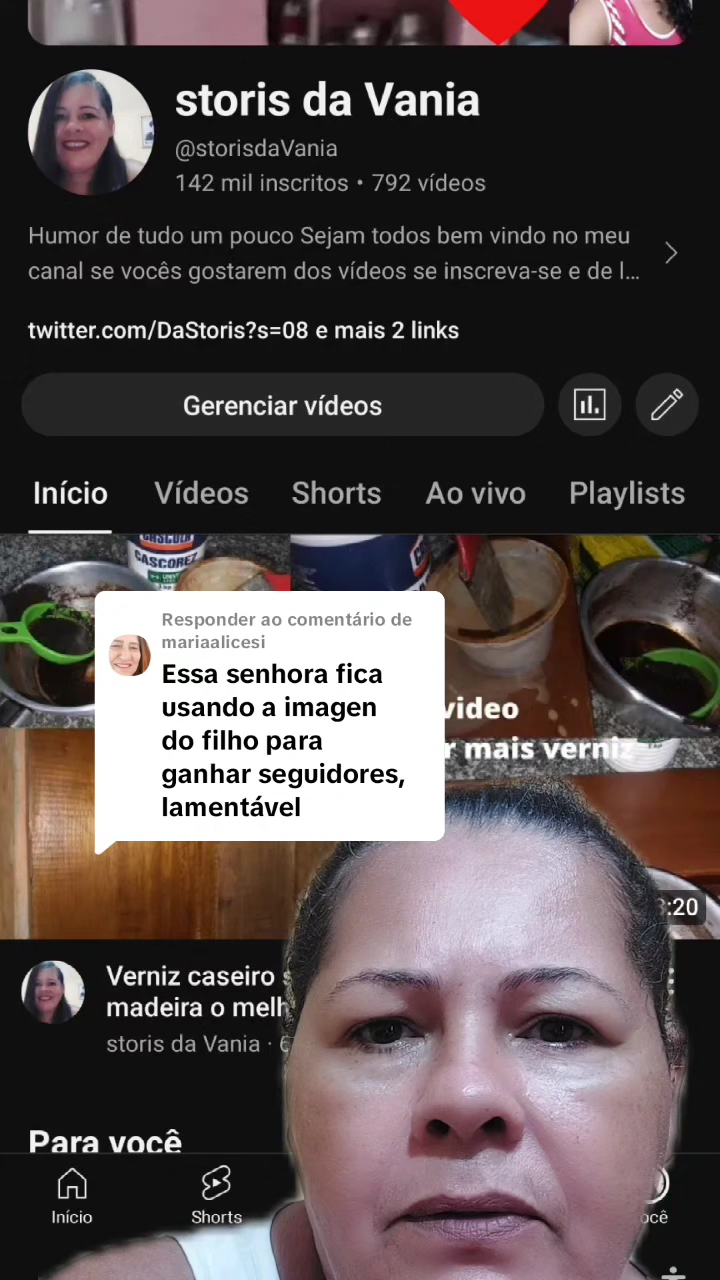 storis da Vania
@storisdaVania
142 mil inscritos • 792 vídeos
Humor de tudo um pouco Sejam todos bem vindo no meu
canal se vocês gostarem dos vídeos se inscreva-se e de l...
twitter.com/DaStoris?s=08 e mais 2 links
Gerenciar vídeos
Início Vídeos Shorts Ao vivo Playlists
CASCOLA
CASCOREZ
Responder ao comentário de
mariaalicesi
Essa senhora fica
usando a imagen
do filho para
ganhar seguidores,
lamentável
video
r mais verniz
:20
Verniz caseiro
madeira o melh
storis da Vania ·
Para você
Início
Shorts
ocê